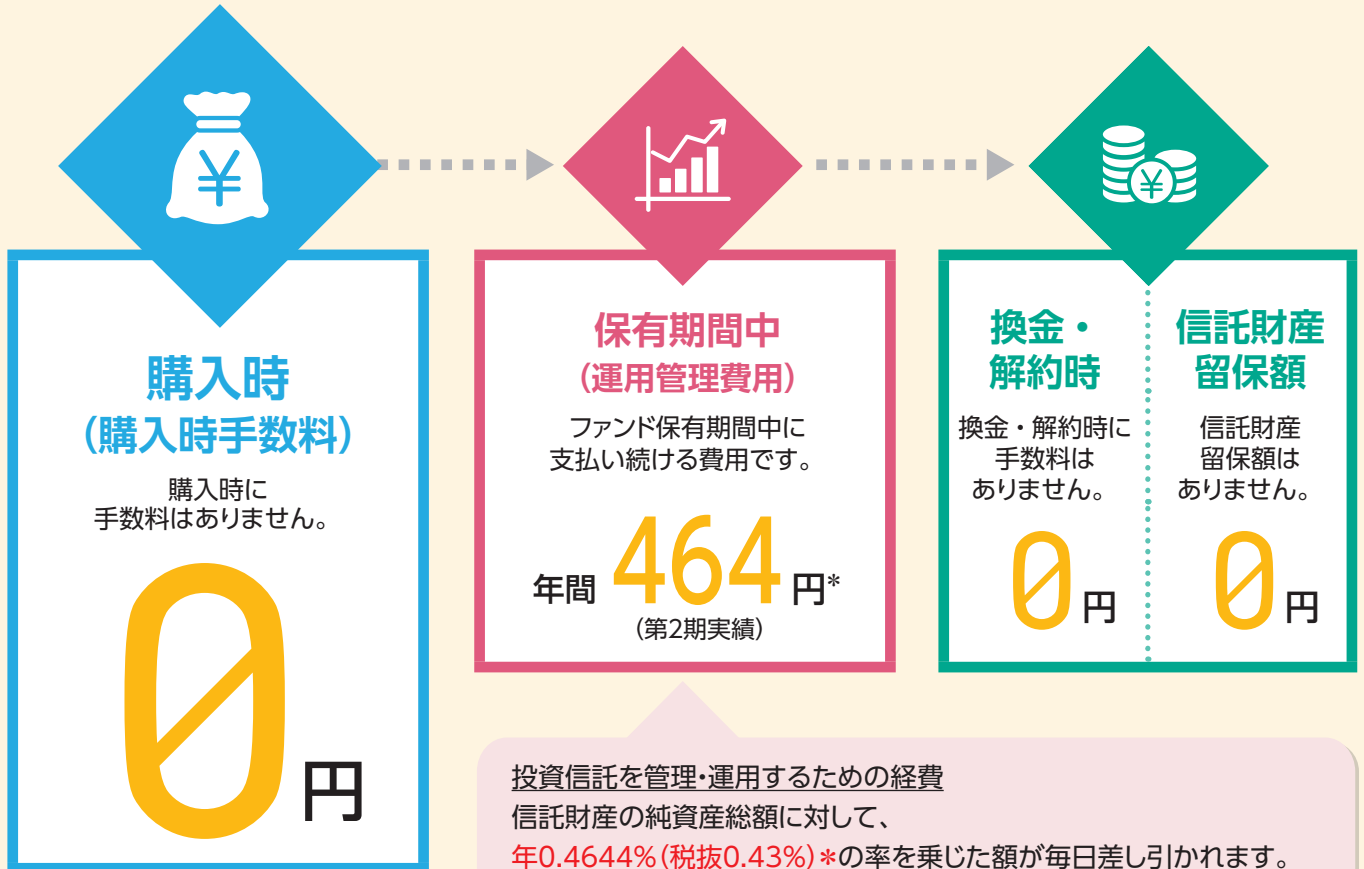 購入時
（購入時手数料）
購入時に
手数料はありません。
0円
保有期間中
（運用管理費用）
ファンド保有期間中に
支払い続ける費用です。
年間 464 円*
（第2期実績）
換金・
解約時
換金・解約時に
手数料は
ありません。
0円
信託財産
留保額
信託財産
留保額は
ありません。
0円
投資信託を管理・運用するための経費
信託財産の純資産総額に対して、
年0.4644%（税抜0.43%）*の率を乗じた額が毎日差し引かれます。